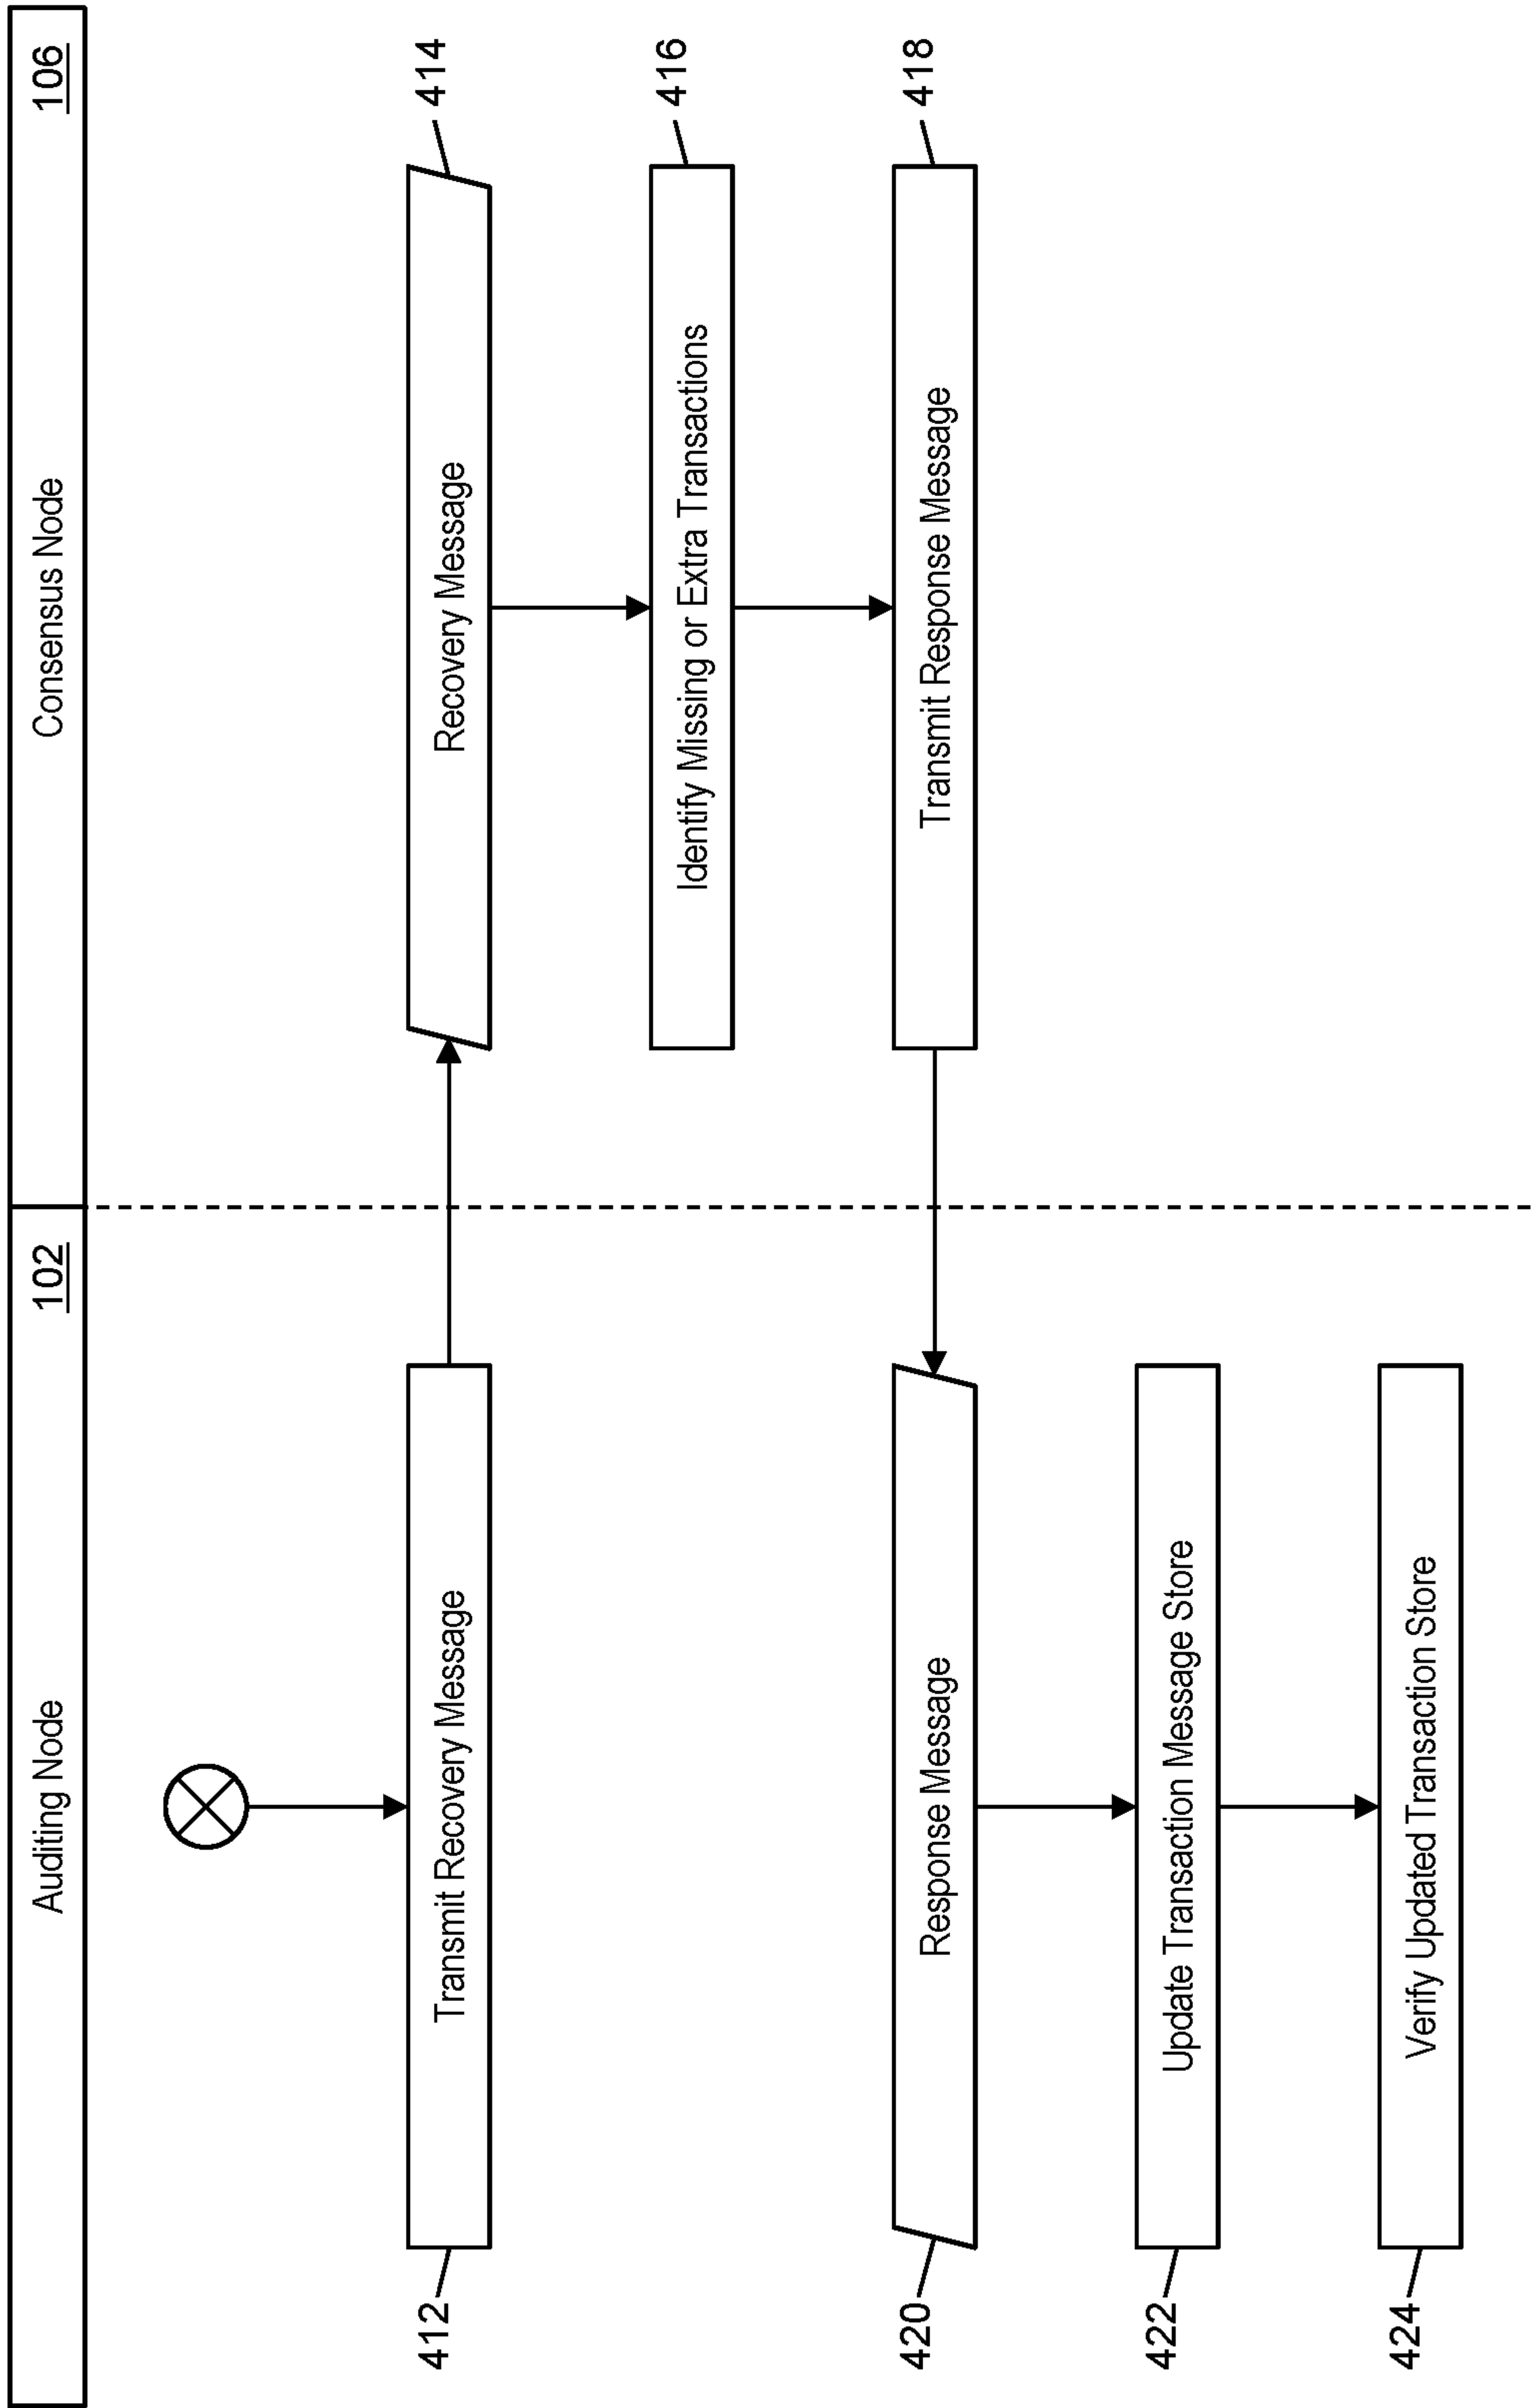 Auditing Node
102
Consensus Node
106
412
Transmit Recovery Message
Recovery Message
414
Identify Missing or Extra Transactions
416
420
Response Message
Transmit Response Message
418
422
Update Transaction Message Store
424
Verify Updated Transaction Store